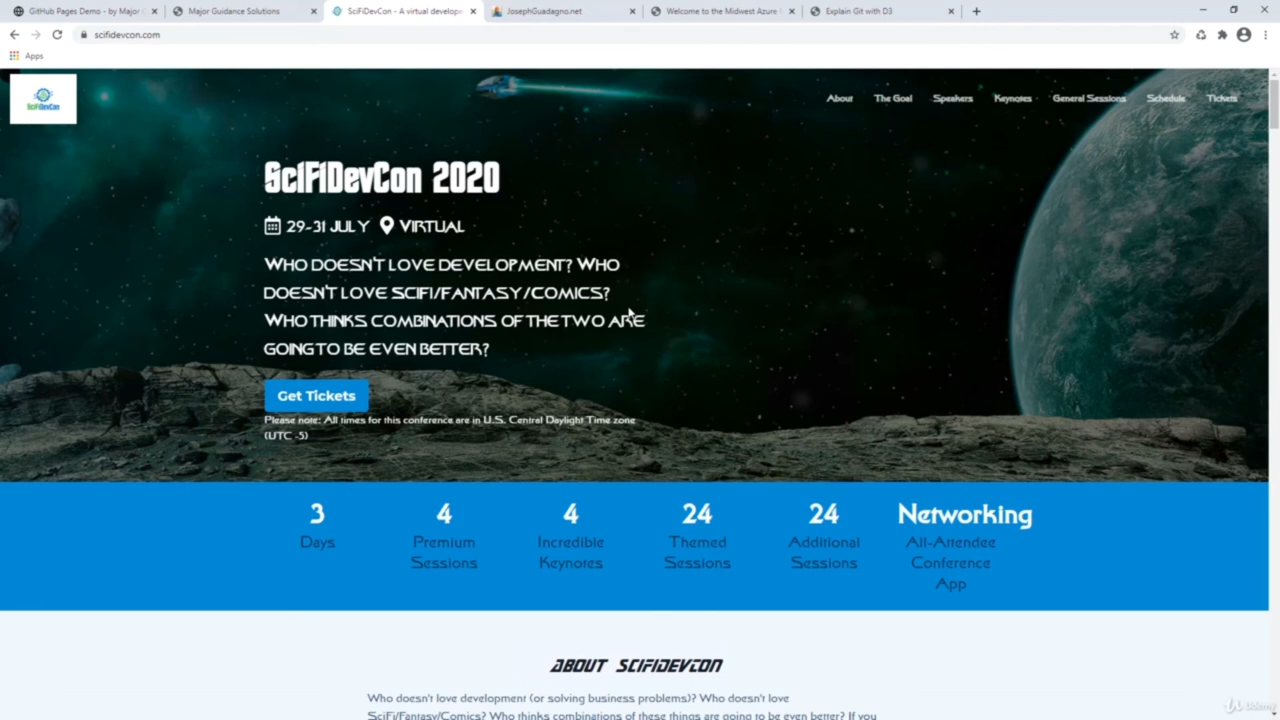 GitHub Pages Demo - by Major G
Major Guidance Solutions
SciFiDevCon - A virtual develope
JosephGuadagno.net
Welcome to the Midwest Azure
Explain Git with D3
scifidevcon.com
Apps
SciFiDevCon
About The Goal Speakers Keynotes General Sessions Schedule Tickets
SciFiDevCon 2020
29-31 July Virtual
Who doesn't love development? Who
doesn't love SciFi/Fantasy/Comics?
Who thinks combinations of the two are
going to be even better?
Get Tickets
Please note: All times for this conference are in U.S. Central Daylight Time zone
(UTC -5)
3 4 4 24 24 Networking
Days Premium Incredible Themed Additional All-Attendee
Sessions Keynotes Sessions Sessions Conference
App
About SciFiDevCon
Who doesn't love development (or solving business problems)? Who doesn't love
SciFi/Fantasy/Comics? Who thinks combinations of these things are going to be even better? If you
Udemy